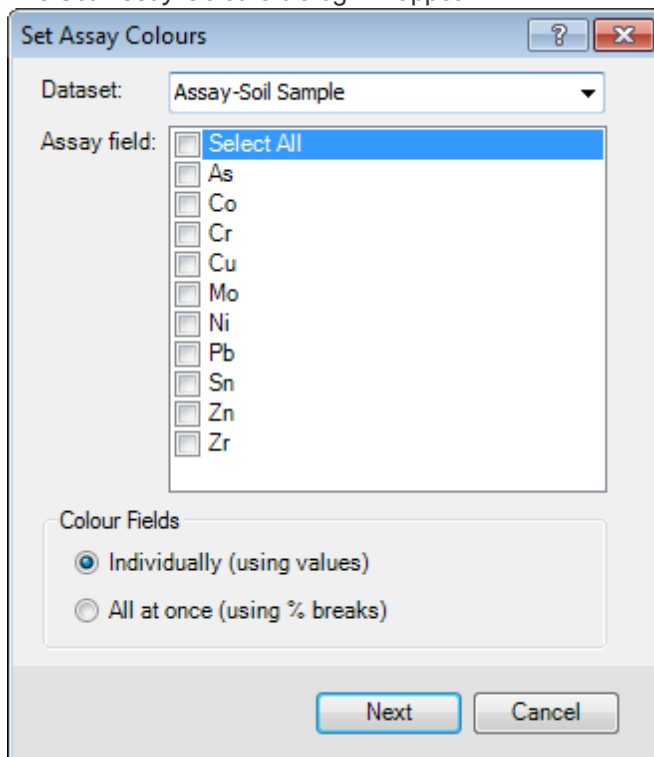 Set Assay Colours
Dataset: Assay-Soil Sample
Assay field: Select All
As
Co
Cr
Cu
Mo
Ni
Pb
Sn
Zn
Zr
Colour Fields
Individually (using values)
All at once (using % breaks)
Next Cancel